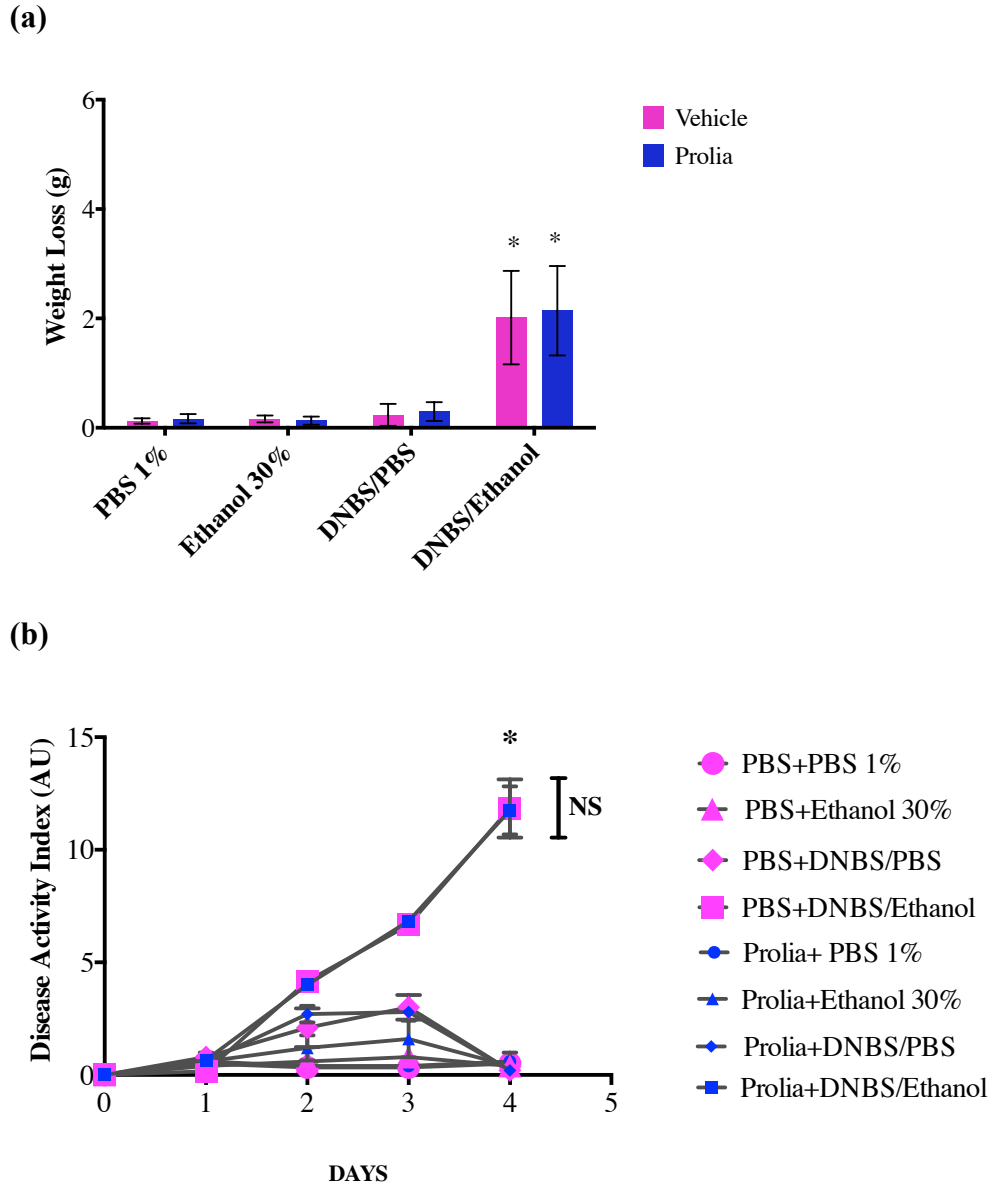 (a)
6
4
2
0
Weight Loss (g)
* *
PBS 1%
Ethanol 30%
DNBS/PBS
DNBS/Ethanol
Vehicle
Prolia
(b)
15
10
5
0
Disease Activity Index (AU)
*
NS
0 1 2 3 4 5
DAYS
PBS+PBS 1%
PBS+Ethanol 30%
PBS+DNBS/PBS
PBS+DNBS/Ethanol
Prolia+ PBS 1%
Prolia+Ethanol 30%
Prolia+DNBS/PBS
Prolia+DNBS/Ethanol